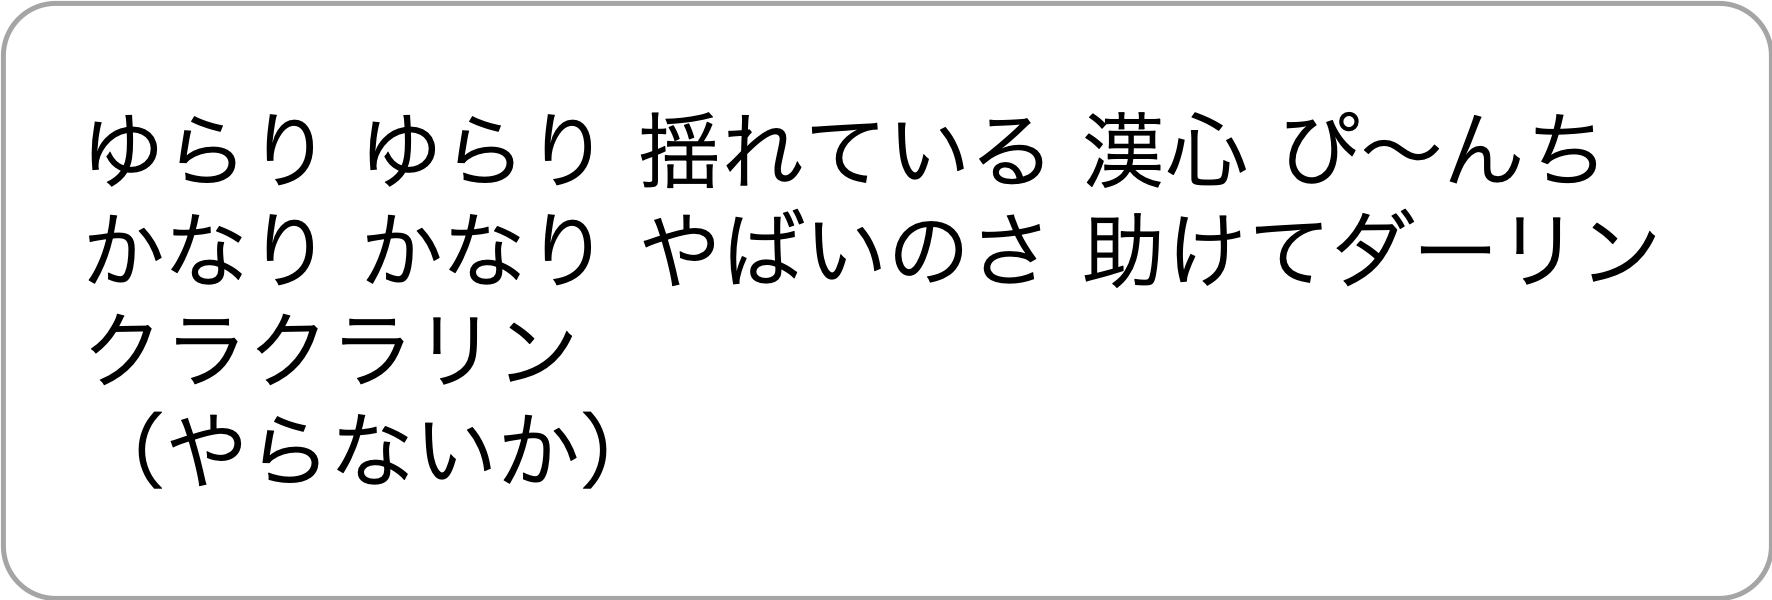 ゆらり ゆらり 揺れている 漢心 ぴ～んち
かなり かなり やばいのさ 助けてダーリン
クラクラリン
（やらないか）